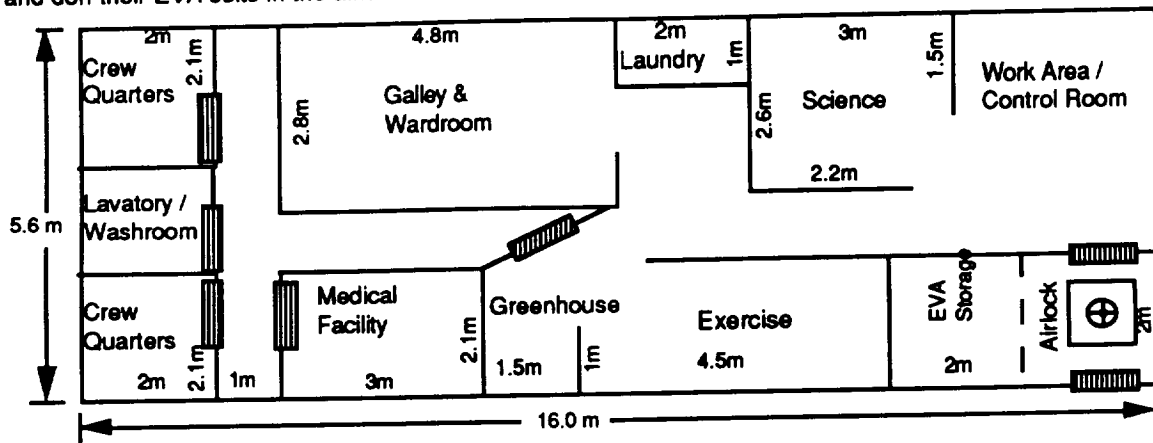 and don their EVA suits in the
2m
2.1m
4.8m
2m
1m
3m
1.5m
Crew
Quarters
Galley &
Wardroom
2.8m
Laundry
Science
2.6m
2.2m
Work Area /
Control Room
5.6 m
Lavatory /
Washroom
Crew
Quarters
2m
2.1m
1m
Medical
Facility
3m
2.1m
Greenhouse
1.5m
1m
Exercise
4.5m
EVA
Storage
2m
Airlock
2m
16.0 m